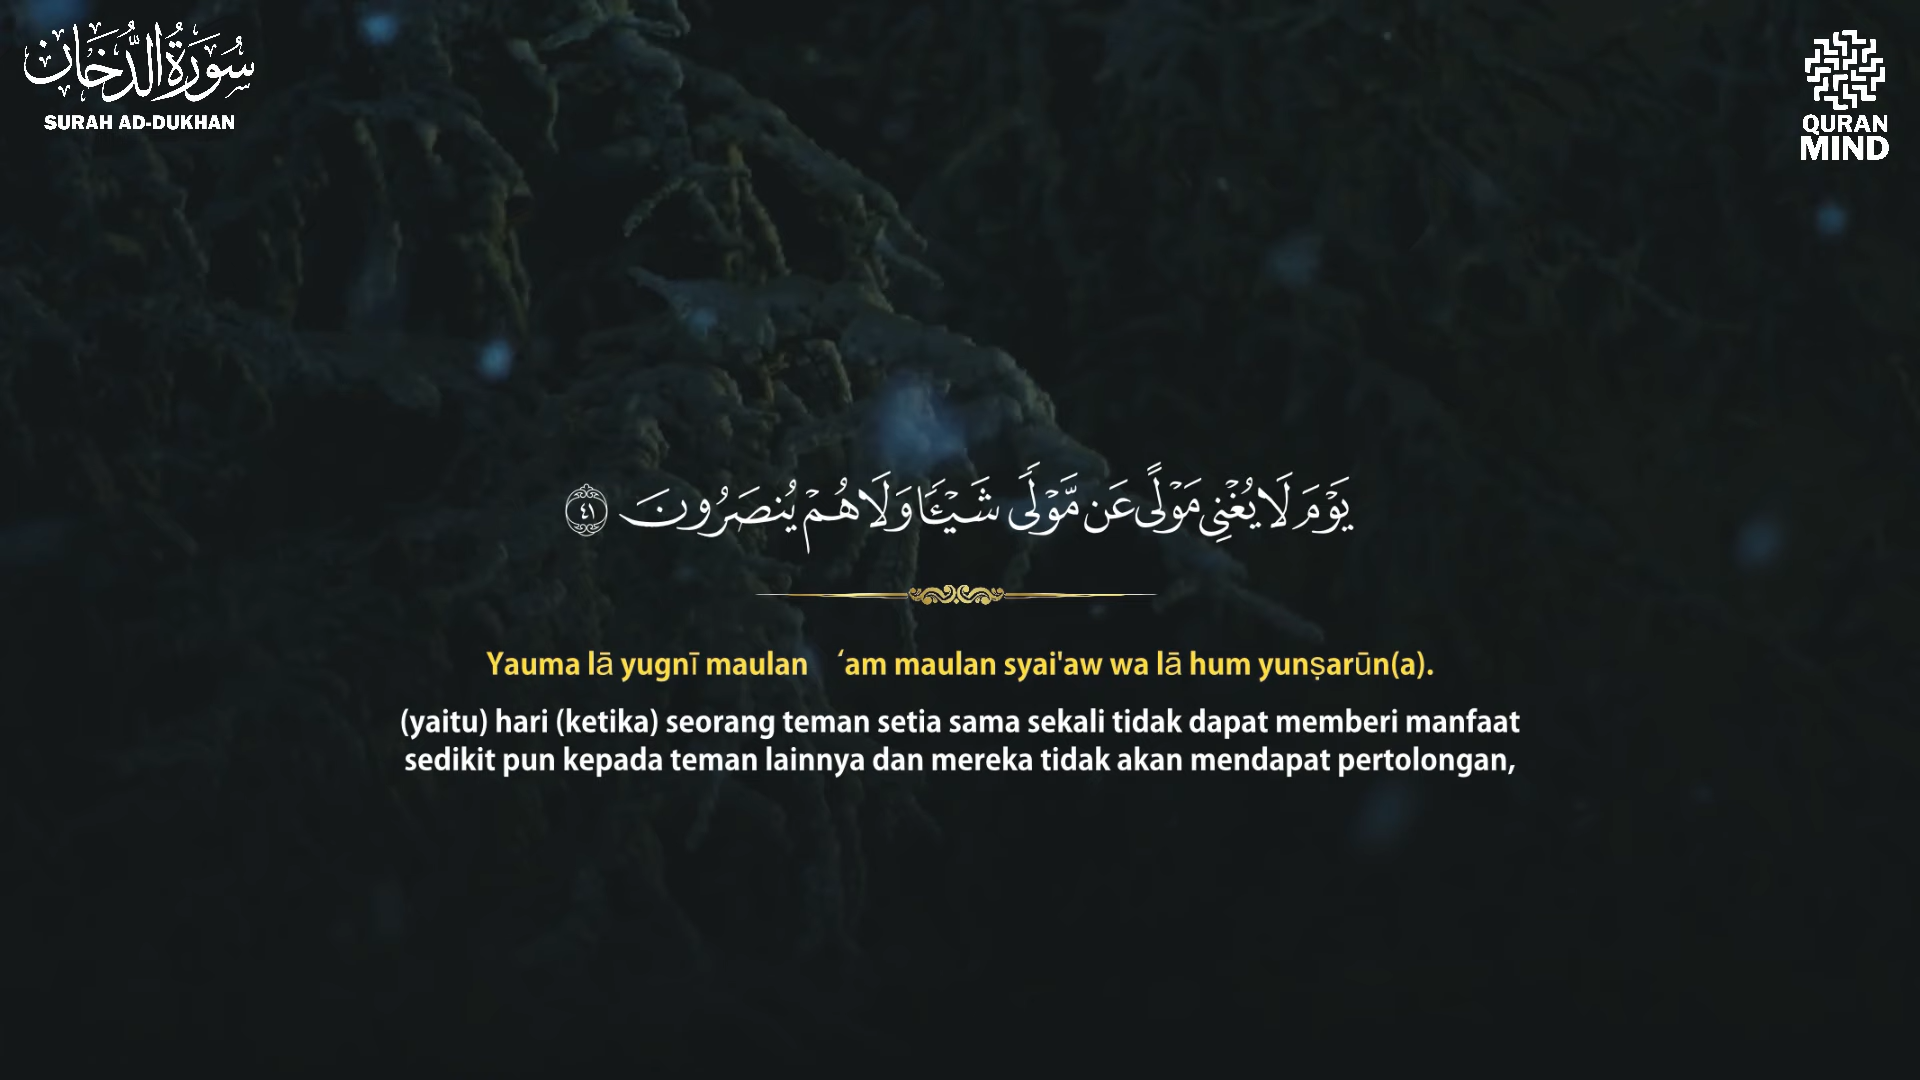 سُورَةُ الدُّخَان
SURAH AD-DUKHAN
QURAN
MIND
يَوْمَ لَا يُغْنِي مَوْلًى عَن مَّوْلًى شَيْـًٔا وَلَا هُمْ يُنصَرُونَ ٤١
Yauma lā yugnī maulan ‘am maulan syai'aw wa lā hum yunṣarūn(a).
(yaitu) hari (ketika) seorang teman setia sama sekali tidak dapat memberi manfaat
sedikit pun kepada teman lainnya dan mereka tidak akan mendapat pertolongan,